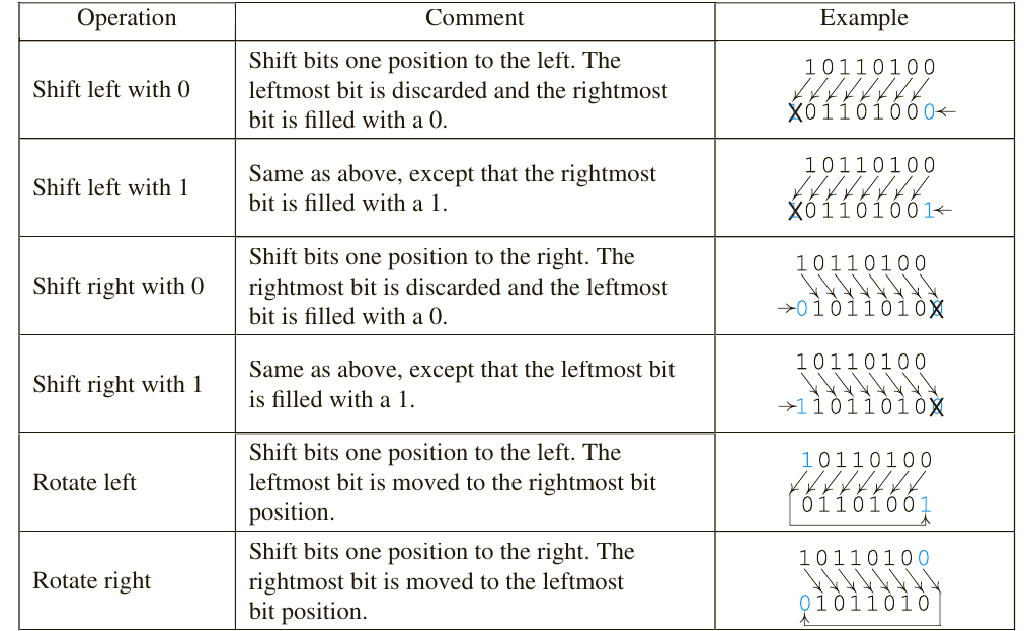 Operation
Comment
Example
Shift left with 0
Shift bits one position to the left. The
leftmost bit is discarded and the rightmost
bit is filled with a 0.
10110100
101101000←
Shift left with 1
Same as above, except that the rightmost
bit is filled with a 1.
10110100
101101001←
Shift right with 0
Shift bits one position to the right. The
rightmost bit is discarded and the leftmost
bit is filled with a 0.
10110100
→010110100
Shift right with 1
Same as above, except that the leftmost bit
is filled with a 1.
10110100
→110110100
Rotate left
Shift bits one position to the left. The
leftmost bit is moved to the rightmost bit
position.
10110100
01101001
Rotate right
Shift bits one position to the right. The
rightmost bit is moved to the leftmost
bit position.
10110100
01011010